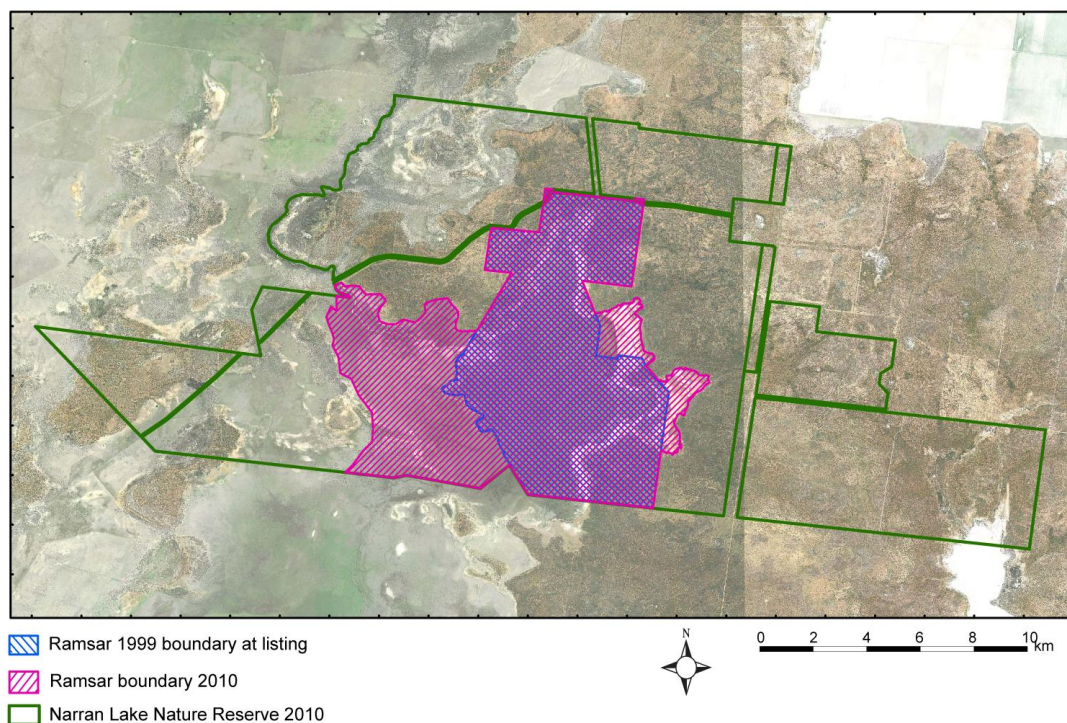 Ramsar 1999 boundary at listing
Ramsar boundary 2010
Narran Lake Nature Reserve 2010
N
0 2 4 6 8 10
km